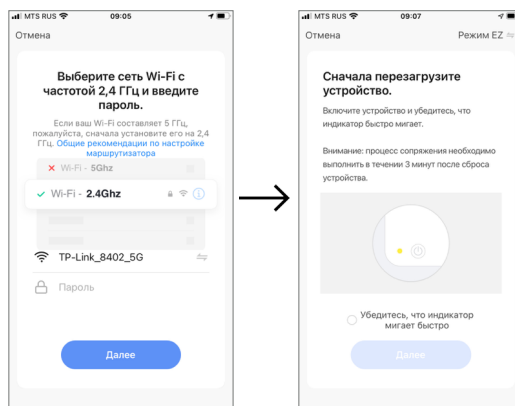 MTS RUS 09:05
Отмена
Выберите сеть Wi-Fi с
частотой 2,4 ГГц и введите
пароль.
Если ваш Wi-Fi составляет 5 ГГц,
пожалуйста, сначала установите его на 2,4
ГГц. Общие рекомендации по настройке
маршрутизатора
Wi-Fi - 5Ghz
Wi-Fi - 2.4Ghz
TP-Link_8402_5G
Пароль
Далее
MTS RUS 09:07
Отмена Режим EZ
Сначала перезагрузите
устройство.
Включите устройство и убедитесь, что
индикатор быстро мигает.
Внимание: процесс сопряжения необходимо
выполнить в течении 3 минут после сброса
устройства.
Убедитесь, что индикатор
мигает быстро
Далее